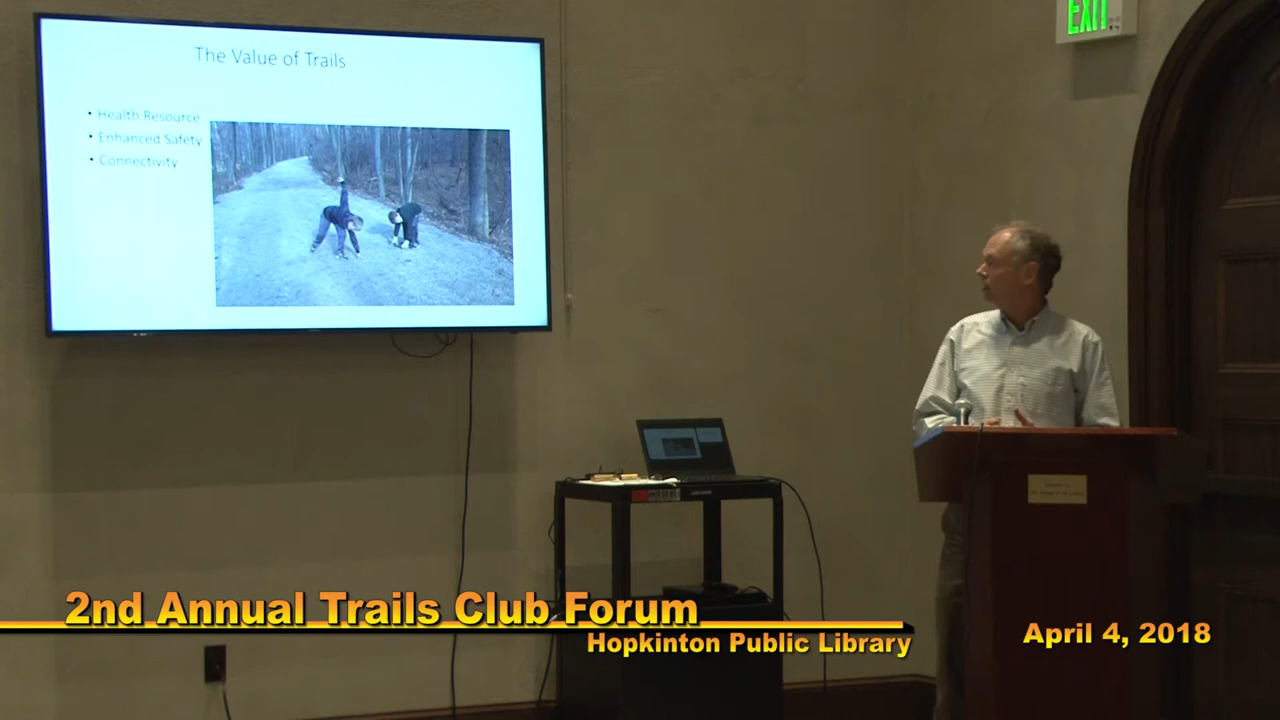 EXIT
The Value of Trails
• Health Resource
• Enhanced Safety
• Connectivity
2nd Annual Trails Club Forum
Hopkinton Public Library
April 4, 2018